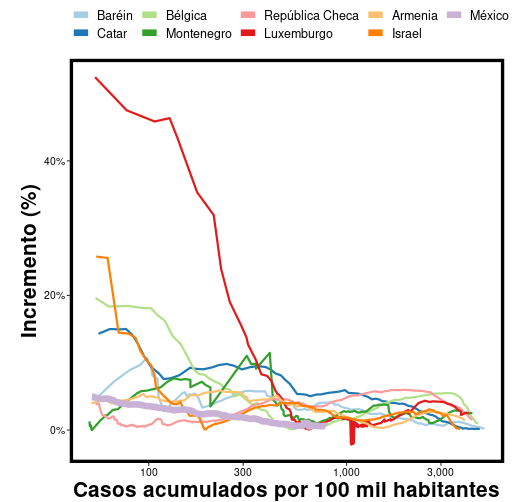 Baréin Bélgica República Checa Armenia México
Catar Montenegro Luxemburgo Israel
Incremento (%)
40%
20%
0%
100 300 1,000 3,000
Casos acumulados por 100 mil habitantes